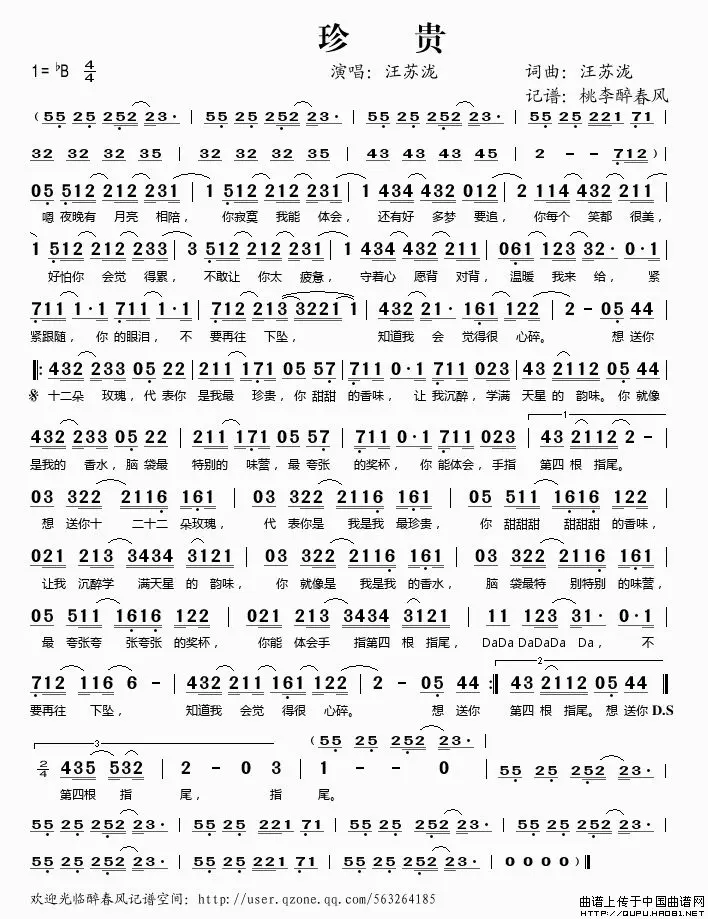 珍 贵
1= ♭B 4/4 演唱：汪苏泷 词曲：汪苏泷
记谱：桃李醉春风
（55 25 252 23· | 55 25 252 23· | 55 25 252 23· | 55 25 221 71 |
32 32 32 35 | 32 32 32 35 | 43 43 43 45 | 2 - - 712 ）|
05 512 212 231 | 1 512 212 231 | 1 434 432 012 | 2 114 432 211 |
嗯 夜晚有 月亮 相陪， 你寂寞 我能 体会， 还有好 多梦 要追， 你每个 笑都 很美，
1 512 212 233 | 3 512 212 231 | 1 434 432 211 | 061 123 32· 0·1 |
好怕你 会觉 得累， 不敢让 你太 疲惫， 守着心 愿背 对背， 温暖 我来 给， 紧
711 1·1 711 1·1 | 712 213 3221 1 | 432 21· 161 122 | 2 - 05 44 |
紧跟随，你 的眼泪，不 要再往 下坠， 知道我 会 觉得很 心碎。 想 送你
|: 432 233 05 22 | 211 171 05 57 | 711 0·1 711 023 | 43 2112 05 44 |
十二朵 玫瑰，代 表你 是我最 珍贵，你 甜甜 的香味，让 我沉醉，学满 天星的 韵味。你 就像
432 233 05 22 | 211 171 05 57 | 711 0·1 711 023 | 1 43 2112 2 - |
是我的 香水，脑 袋最 特别的 味营，最 夸张 的奖杯，你 能体会，手指 第四 根 指尾。
03 322 2116 161 | 03 322 2116 161 | 05 511 1616 122 |
想 送你十 二十二 朵玫瑰， 代 表你是 我是我 最珍贵， 你 甜甜甜 甜甜甜 的香味，
021 213 3434 3121 | 03 322 2116 161 | 03 322 2116 161 |
让我 沉醉学 满天星 的 韵味， 你 就像是 我是我 的香水， 脑 袋最特 别特别 的味营，
05 511 1616 122 | 021 213 3434 3121 | 11 123 31· 0·1 |
最 夸张夸 张夸张 的奖杯， 你能 体会手 指第四 根 指尾， DaDa DaDaDa Da， 不
712 116 6 - | 432 211 161 122 | 2 - 05 44 :| 2 43 2112 05 44 ||
要再往 下坠， 知道我 会觉 得很 心碎。 想 送你 第四 根 指尾。想 送你 D.S
（55 25 252 23· |
2/4 3 435 532 | 2 - 0 3 | 1 - - 0 | 55 25 252 23· |
第四根 指 尾， 指 尾。
55 25 252 23· | 55 25 221 71 | 55 25 252 23· | 55 25 252 23· |
55 25 252 23· | 55 25 221 71 | 55 25 252 23· | 0 0 0 0 ）||
欢迎光临醉春风记谱空间：http://user.qzone.qq.com/563264185
曲谱上传于中国曲谱网
HTTP://QUPU.HAO81.NET